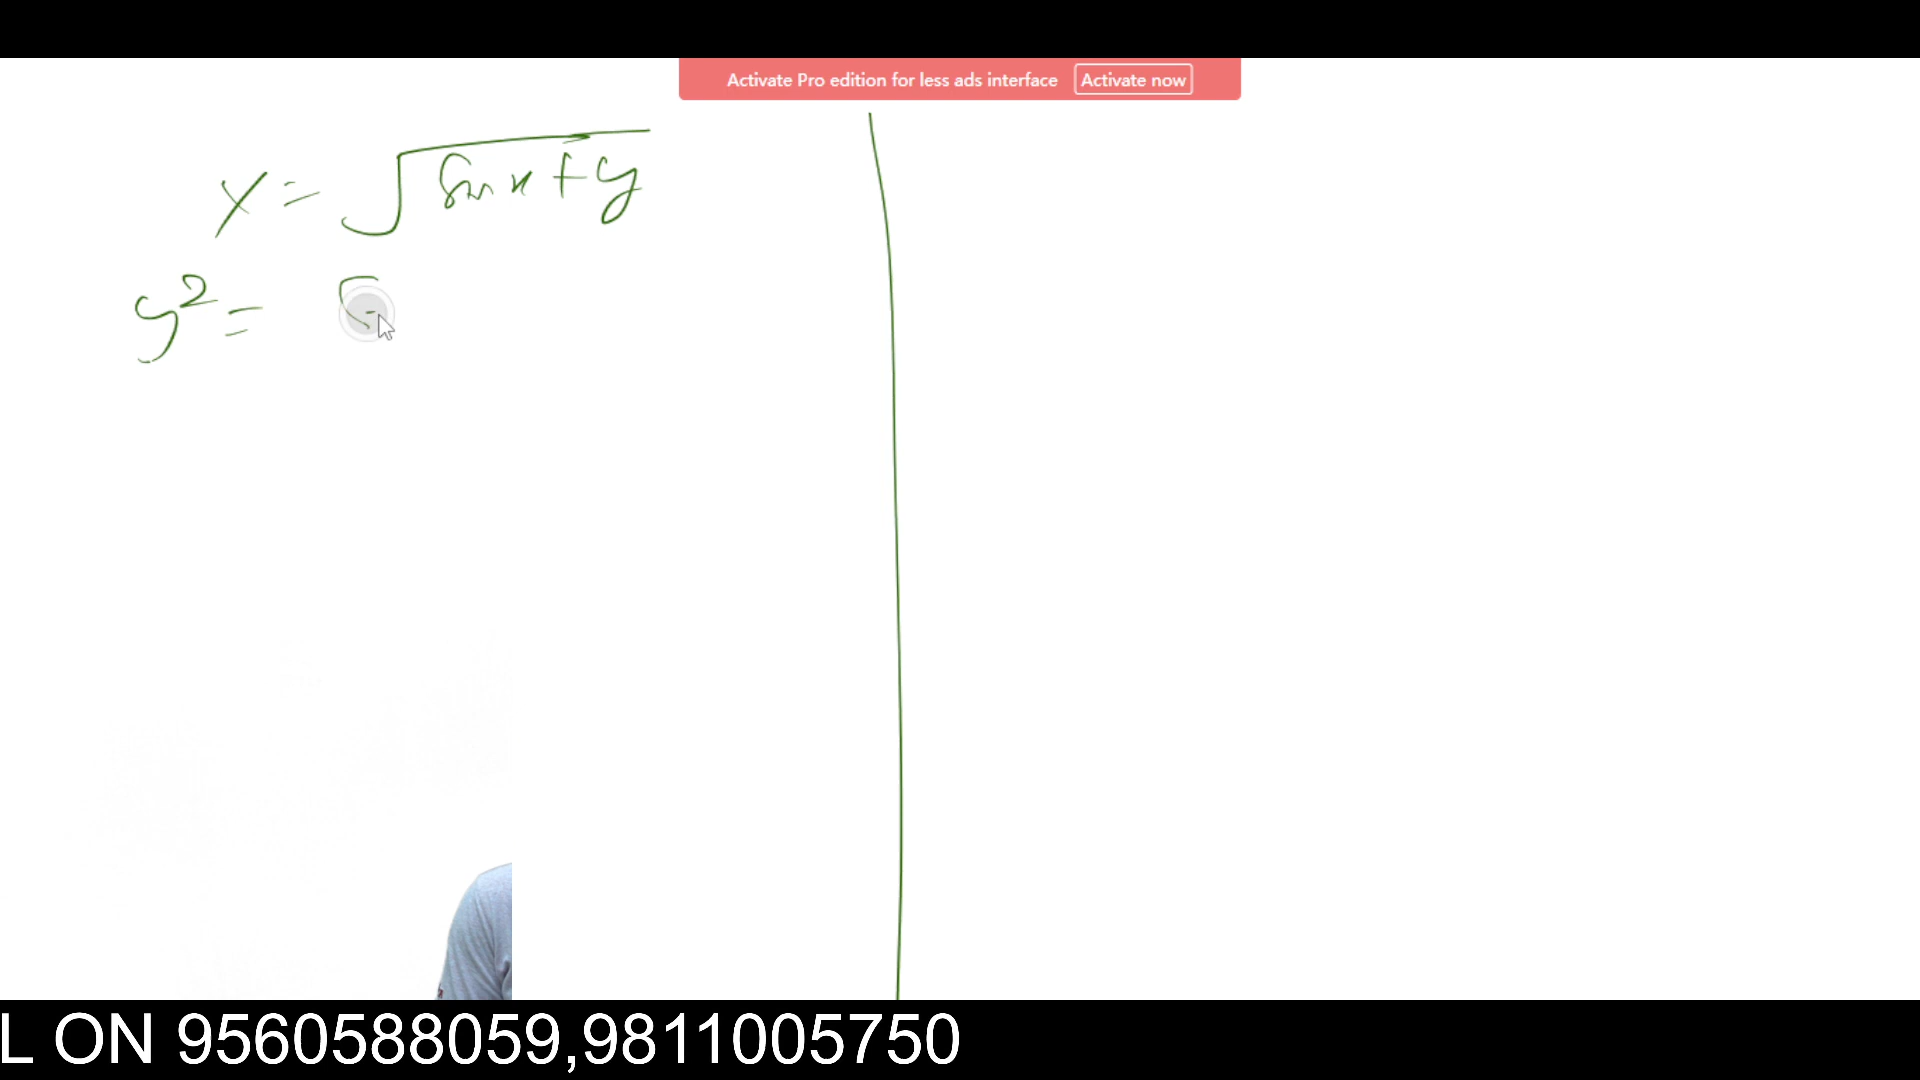 Activate Pro edition for less ads interface Activate now
y = √(sin x + y)
y² = S
L ON 9560588059,9811005750